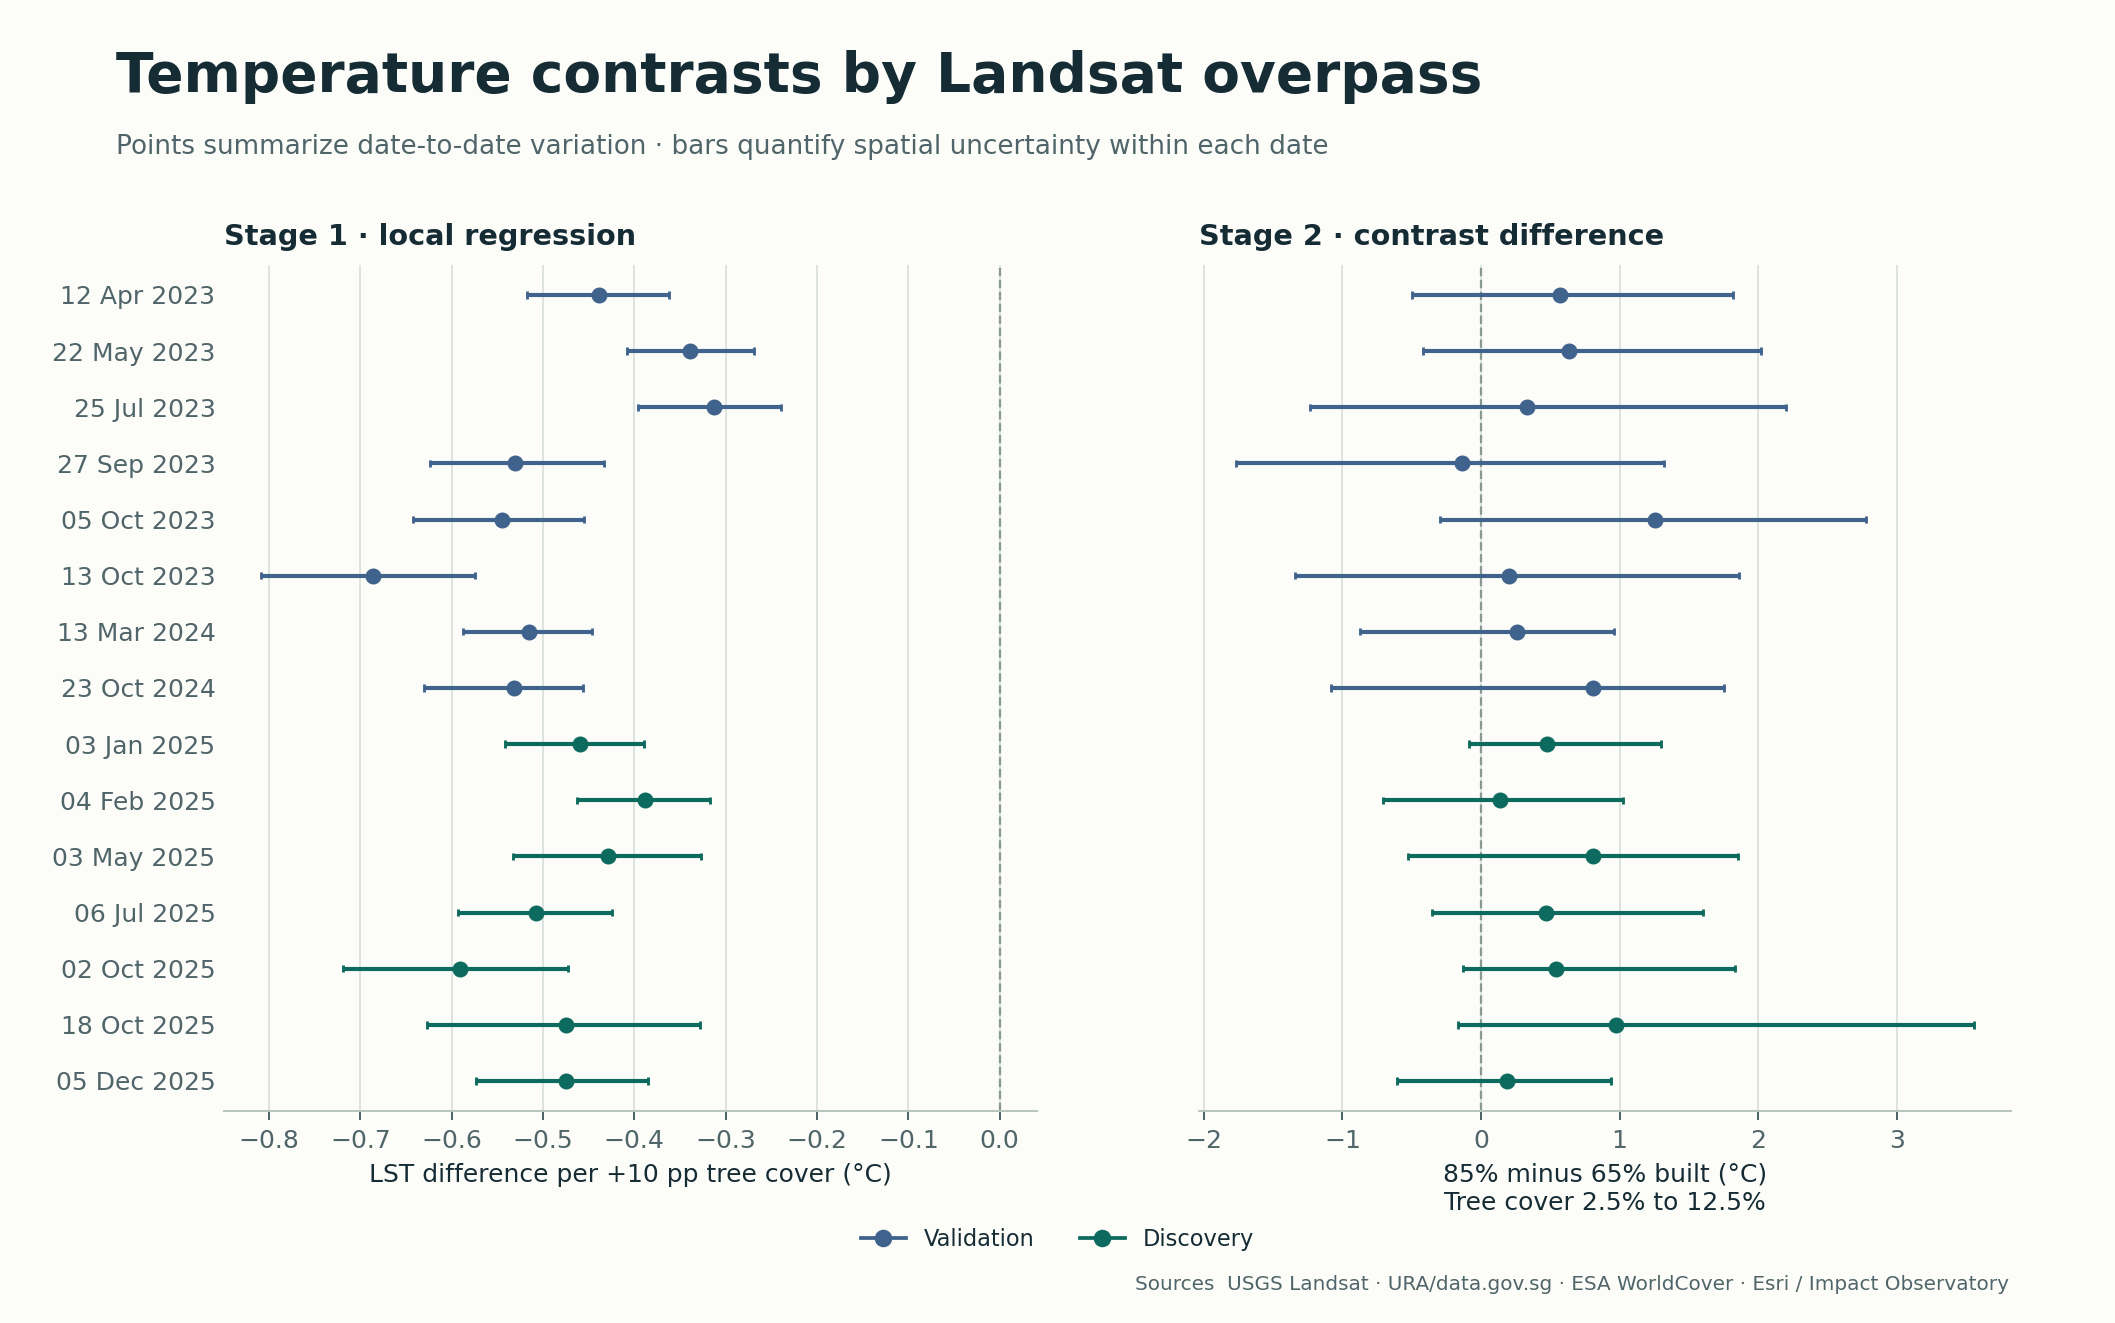 Temperature contrasts by Landsat overpass
Points summarize date-to-date variation · bars quantify spatial uncertainty within each date
Stage 1 · local regression
12 Apr 2023
22 May 2023
25 Jul 2023
27 Sep 2023
05 Oct 2023
13 Oct 2023
13 Mar 2024
23 Oct 2024
03 Jan 2025
04 Feb 2025
03 May 2025
06 Jul 2025
02 Oct 2025
18 Oct 2025
05 Dec 2025
−0.8 −0.7 −0.6 −0.5 −0.4 −0.3 −0.2 −0.1 0.0
LST difference per +10 pp tree cover (°C)
Stage 2 · contrast difference
−2 −1 0 1 2 3
85% minus 65% built (°C)
Tree cover 2.5% to 12.5%
Validation Discovery
Sources USGS Landsat · URA/data.gov.sg · ESA WorldCover · Esri / Impact Observatory